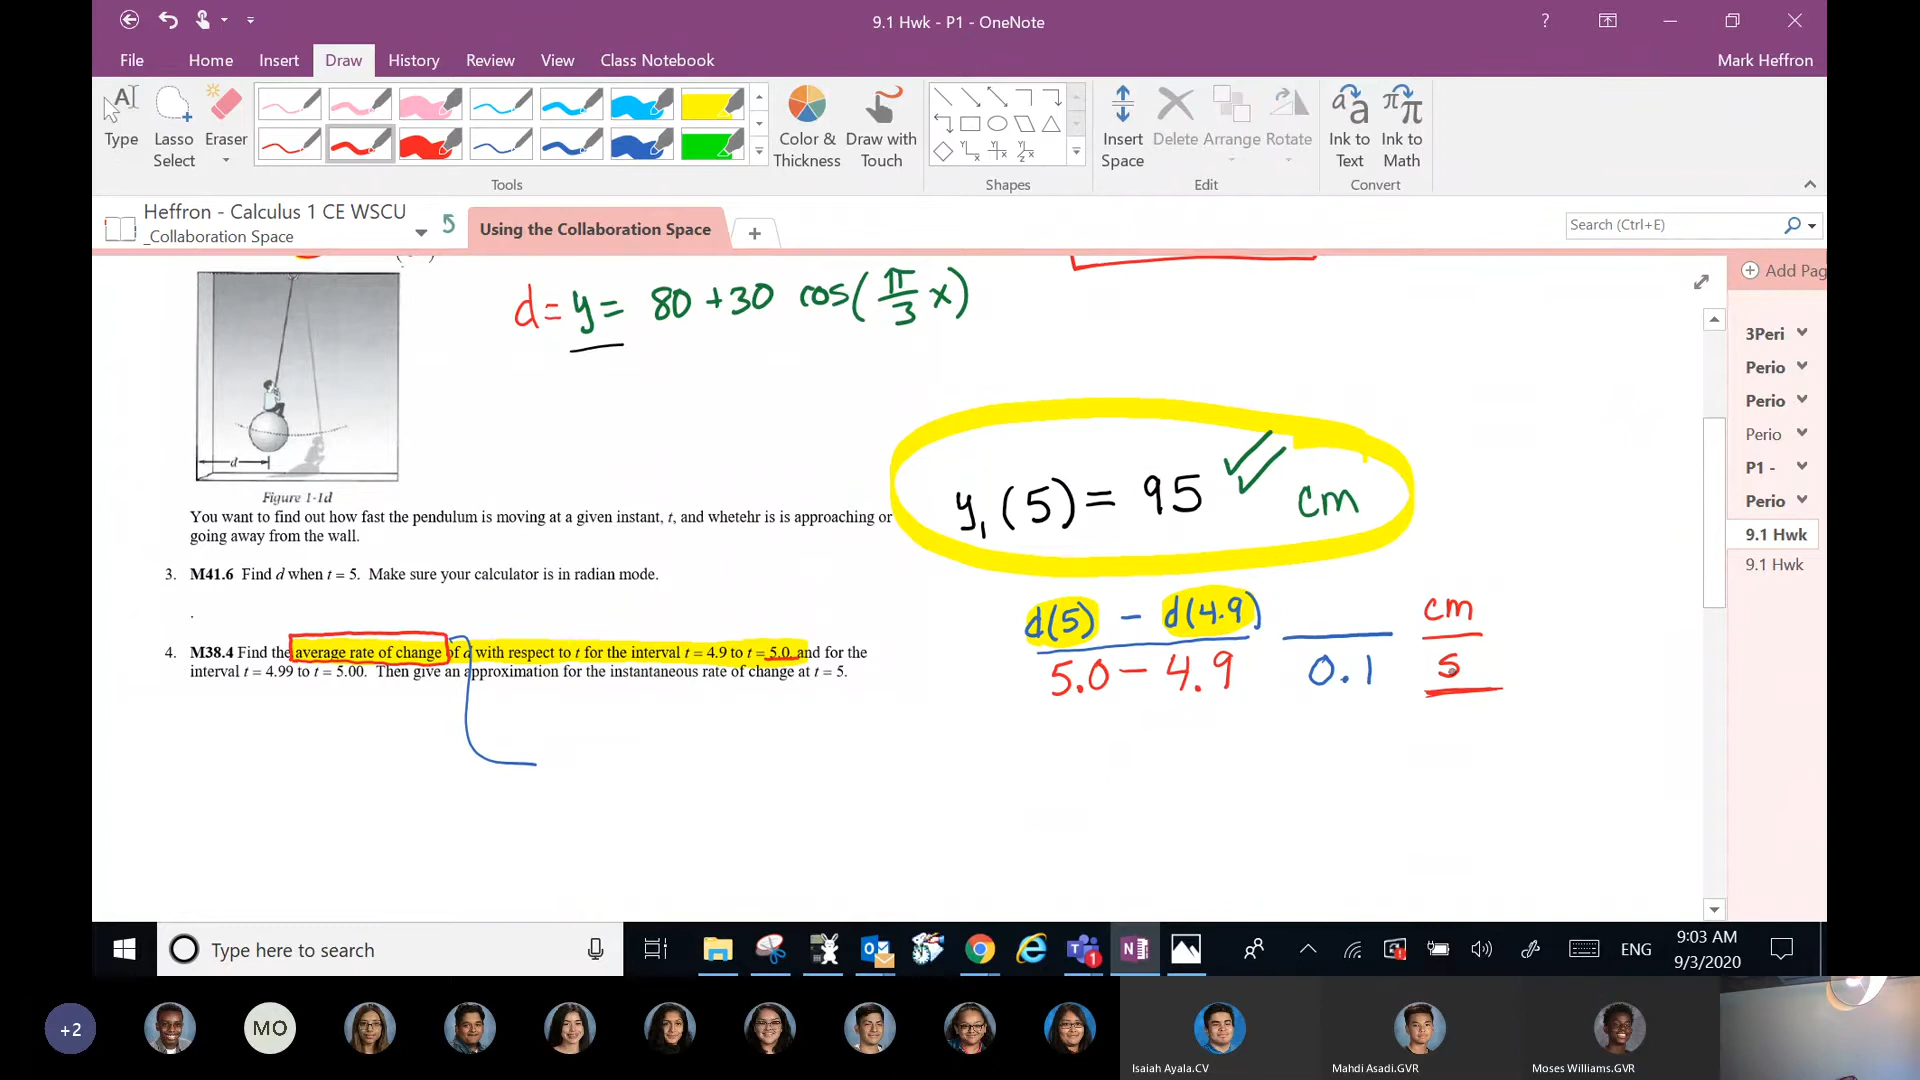 9.1 Hwk - P1 - OneNote
?
File Home Insert Draw History Review View Class Notebook Mark Heffron
Type
Lasso Select
Eraser
Color & Thickness
Draw with Touch
Insert Space
Delete
Arrange
Rotate
Ink to Text
Ink to Math
Tools Shapes Edit Convert
Heffron - Calculus 1 CE WSCU
_Collaboration Space
Using the Collaboration Space
+
Search (Ctrl+E)
Add Pag
3Peri
Perio
Perio
Perio
P1 -
Perio
9.1 Hwk
9.1 Hwk
d = y = 80 + 30 cos(π/3 x)
d
Figure 1-1d
You want to find out how fast the pendulum is moving at a given instant, t, and whetehr is is approaching or
going away from the wall.
y₁(5) = 95 cm
3. M41.6 Find d when t = 5. Make sure your calculator is in radian mode.
.
4. M38.4 Find the average rate of change of d with respect to t for the interval t = 4.9 to t = 5.0 and for the
interval t = 4.99 to t = 5.00. Then give an approximation for the instantaneous rate of change at t = 5.
d(5) - d(4.9) cm
5.0 - 4.9 0.1 s
Type here to search
1
ENG
9:03 AM
9/3/2020
+2
MO
Isaiah Ayala.CV
Mahdi Asadi.GVR
Moses Williams.GVR